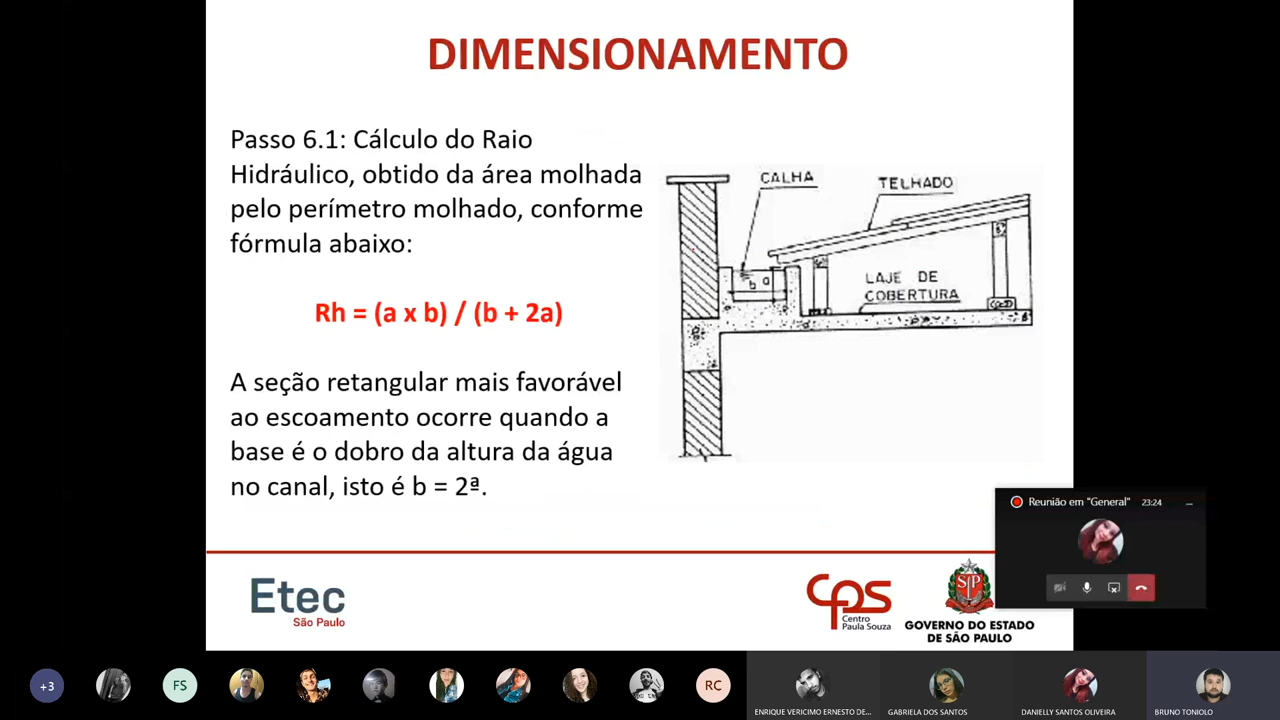 DIMENSIONAMENTO
Passo 6.1: Cálculo do Raio
Hidráulico, obtido da área molhada
pelo perímetro molhado, conforme
fórmula abaixo:
Rh = (a x b) / (b + 2a)
A seção retangular mais favorável
ao escoamento ocorre quando a
base é o dobro da altura da água
no canal, isto é b = 2ª.
CALHA
TELHADO
b a
LAJE DE
COBERTURA
Reunião em "General" 23:24
Etec
São Paulo
CPS
Centro
Paula Souza
SP
GOVERNO DO ESTADO
DE SÃO PAULO
+3
FS
RC
ENRIQUE VERICIMO ERNESTO DE...
GABRIELA DOS SANTOS
DANIELLY SANTOS OLIVEIRA
BRUNO TONIOLO